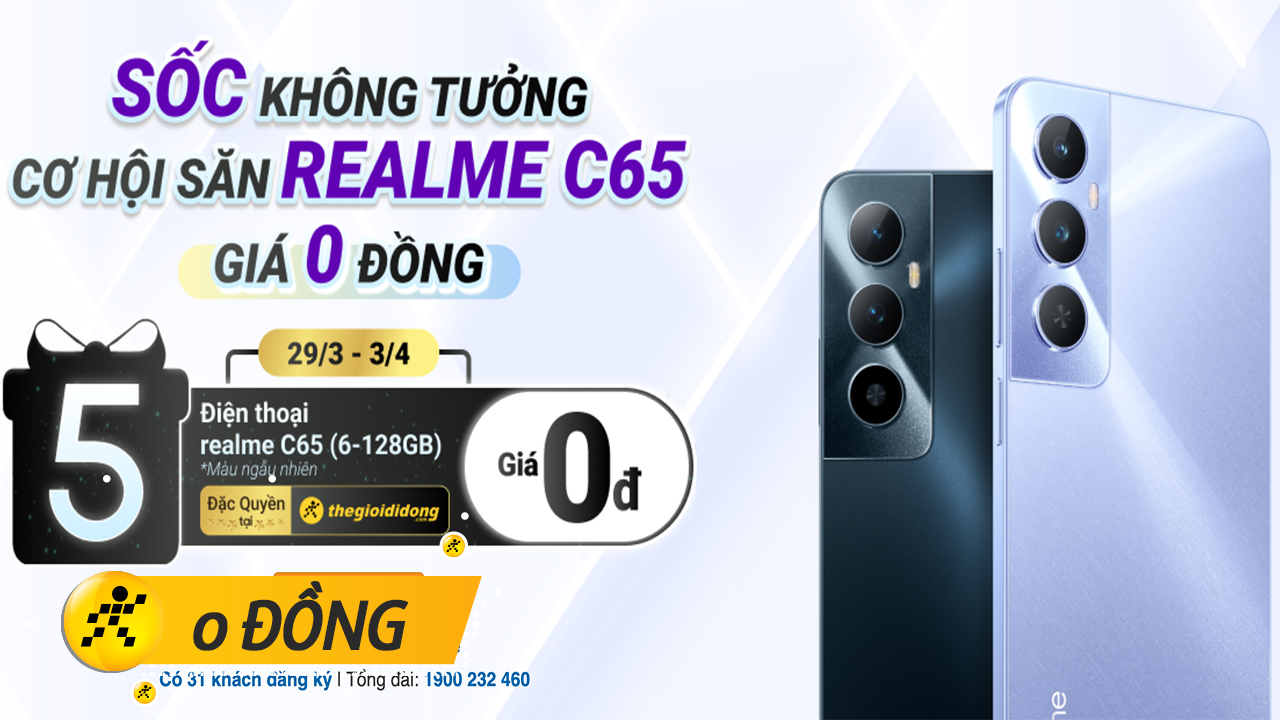 SỐC KHÔNG TƯỞNG
CƠ HỘI SĂN REALME C65
GIÁ 0 ĐỒNG
29/3 - 3/4
5
Điện thoại
realme C65 (6-128GB)
*Màu ngẫu nhiên
Giá 0đ
Đặc Quyền
tại
thegioididong
.com
0 ĐỒNG
Có 31 khách đăng ký | Tổng đài: 1900 232 460